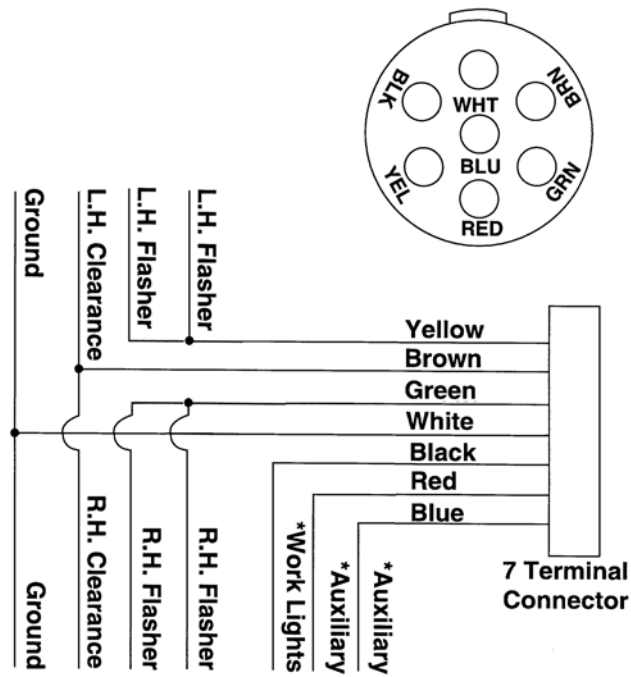 BLK
WHT
BRN
BLU
YEL
GRN
RED
Ground
L.H. Clearance
L.H. Flasher
L.H. Flasher
Yellow
Brown
Green
White
Black
Red
Blue
Ground
R.H. Clearance
R.H. Flasher
R.H. Flasher
*Work Lights
*Auxiliary
*Auxiliary
7 Terminal
Connector